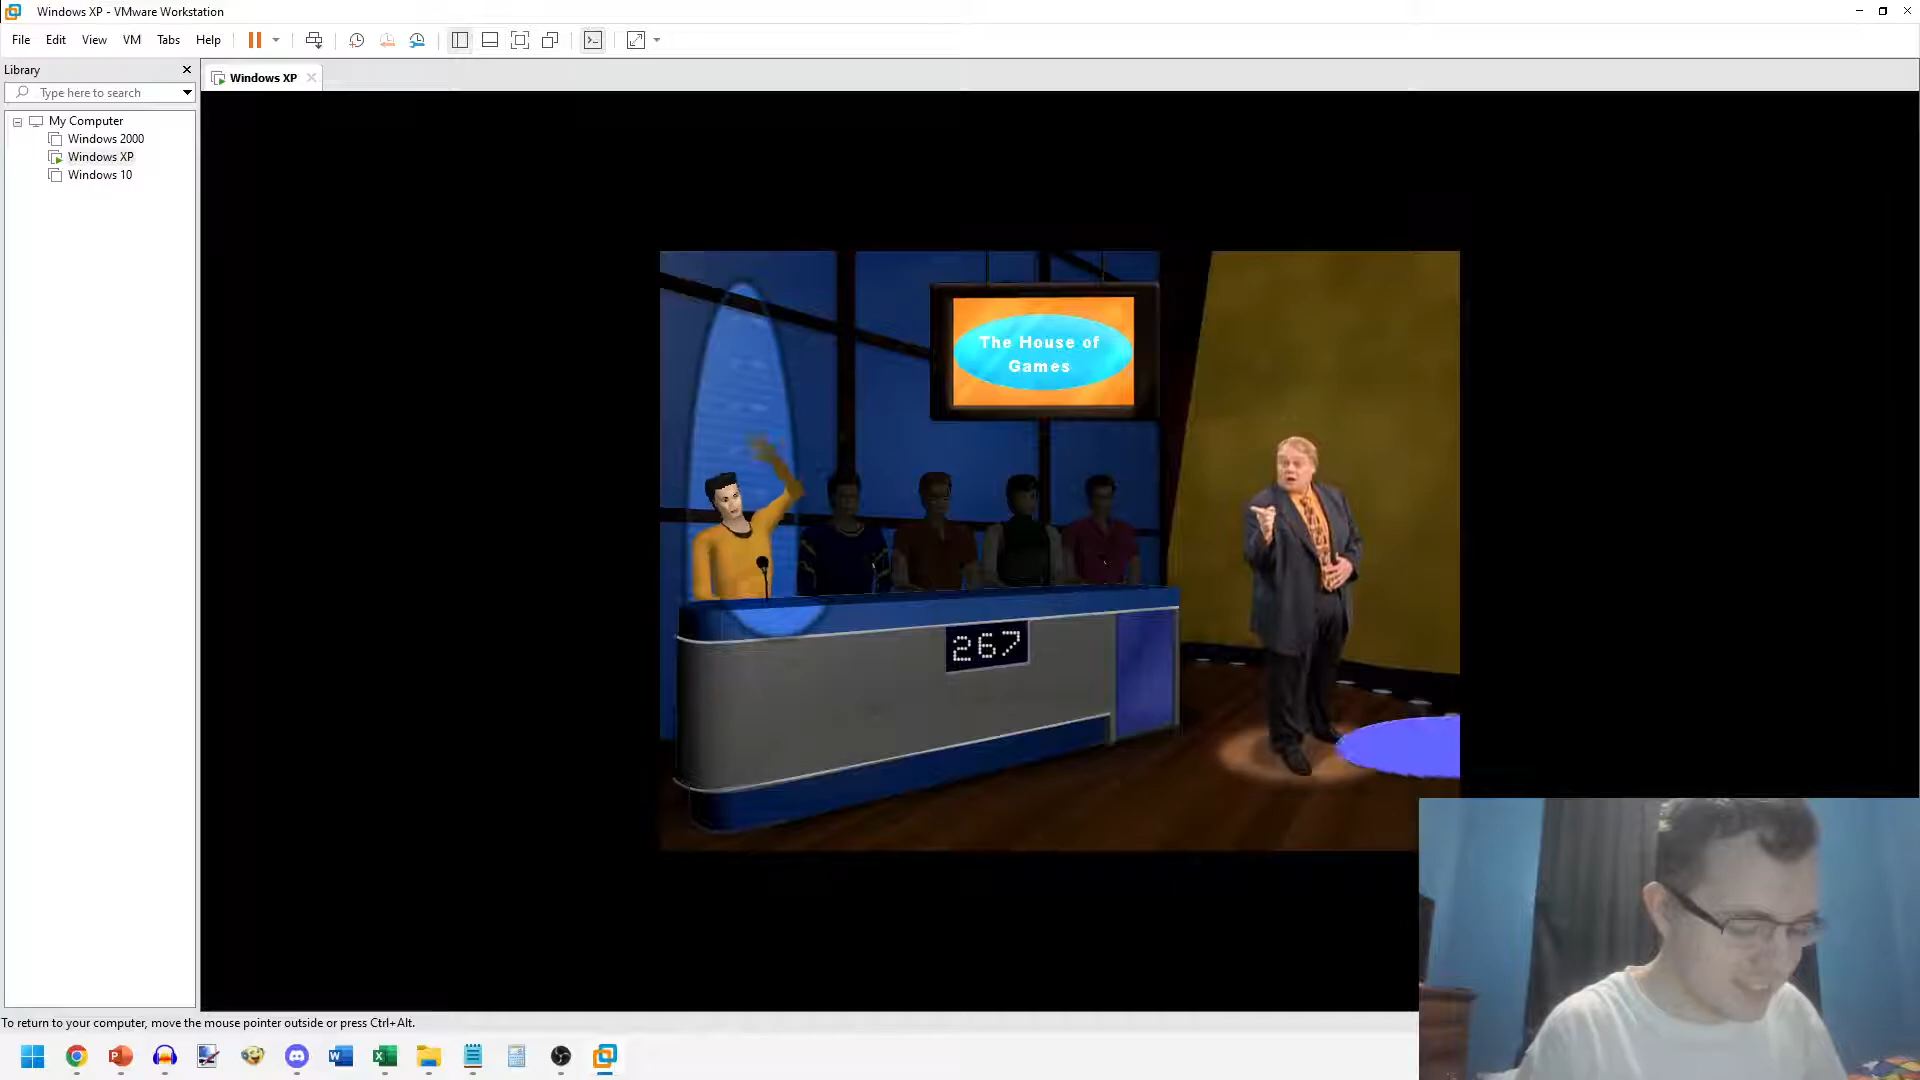 Windows XP - VMware Workstation
File Edit View VM Tabs Help
Library
Type here to search
Windows XP
My Computer
Windows 2000
Windows XP
Windows 10
The House of
Games
267
To return to your computer, move the mouse pointer outside or press Ctrl+Alt.